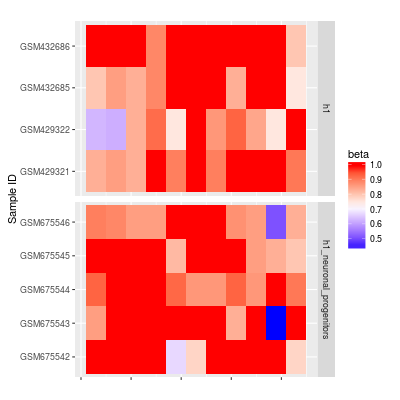 GSM432686
GSM432685
GSM429322
GSM429321
h1
GSM675546
GSM675545
GSM675544
GSM675543
GSM675542
h1_neuronal_progenitors
Sample ID
beta
1.0
0.9
0.8
0.7
0.6
0.5